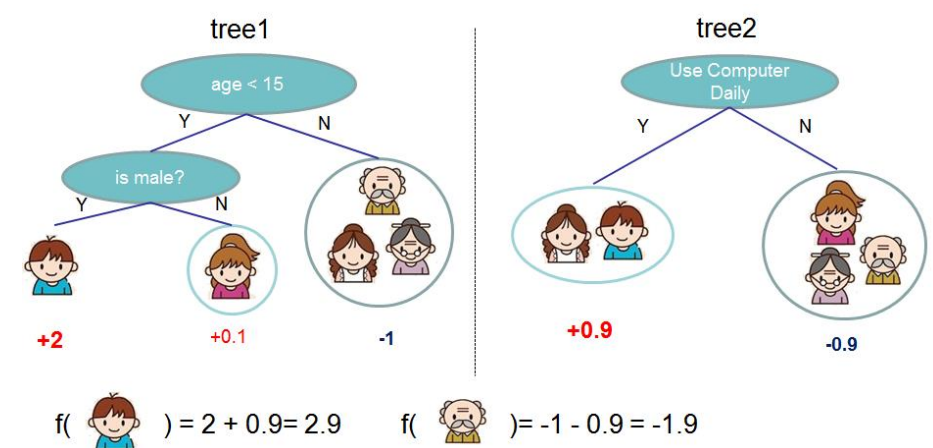 tree1
tree2
age < 15
Use Computer
Daily
Y
N
Y
N
is male?
Y
N
+2
+0.1
-1
+0.9
-0.9
f( ) = 2 + 0.9= 2.9
f( )= -1 - 0.9 = -1.9